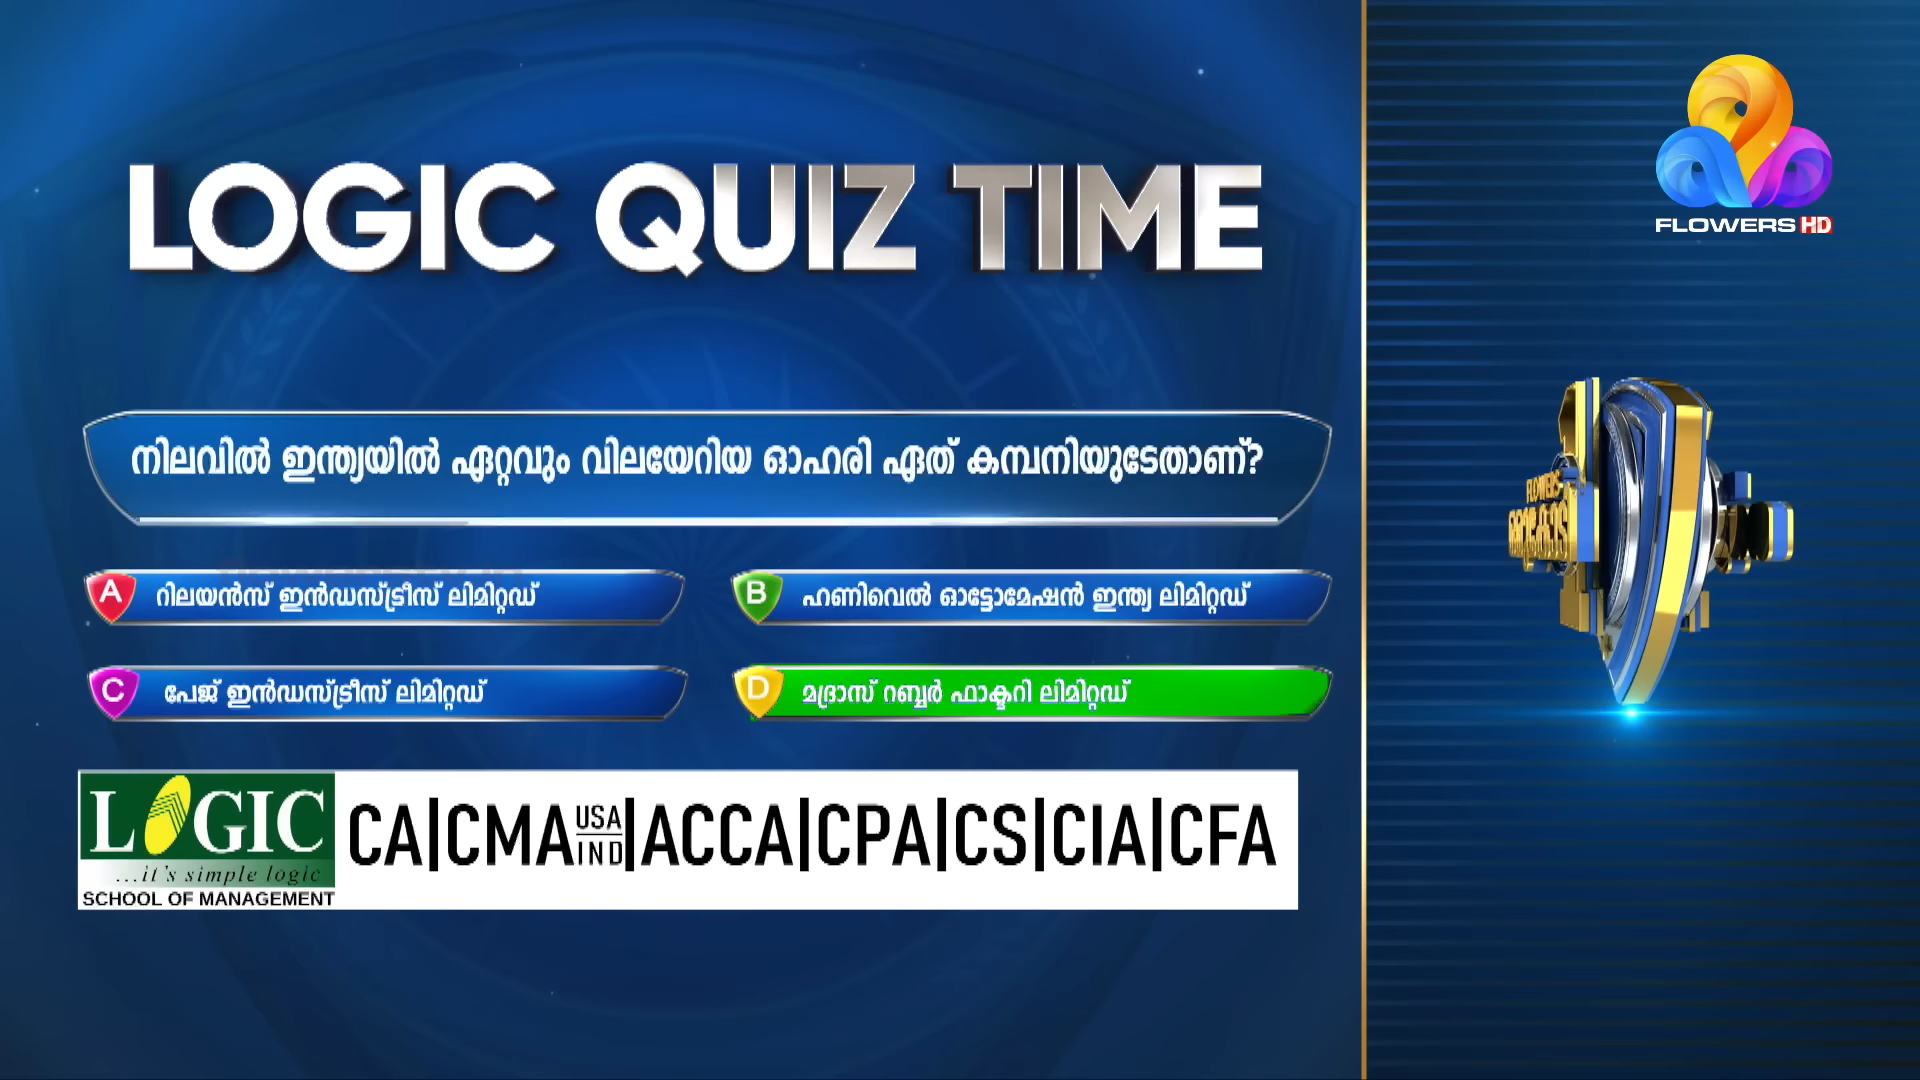 LOGIC QUIZ TIME
നിലവിൽ ഇന്ത്യയിൽ ഏറ്റവും വിലയേറിയ ഓഹരി ഏത് കമ്പനിയുടേതാണ്?
A റിലയൻസ് ഇൻഡസ്ട്രീസ് ലിമിറ്റഡ്
B ഹണിവെൽ ഓട്ടോമേഷൻ ഇന്ത്യ ലിമിറ്റഡ്
C പേജ് ഇൻഡസ്ട്രീസ് ലിമിറ്റഡ്
D മദ്രാസ് റബ്ബർ ഫാക്ടറി ലിമിറ്റഡ്
LOGIC
...it's simple logic
SCHOOL OF MANAGEMENT
CA|CMA USA IND|ACCA|CPA|CS|CIA|CFA
FLOWERS HD
FLOWERS